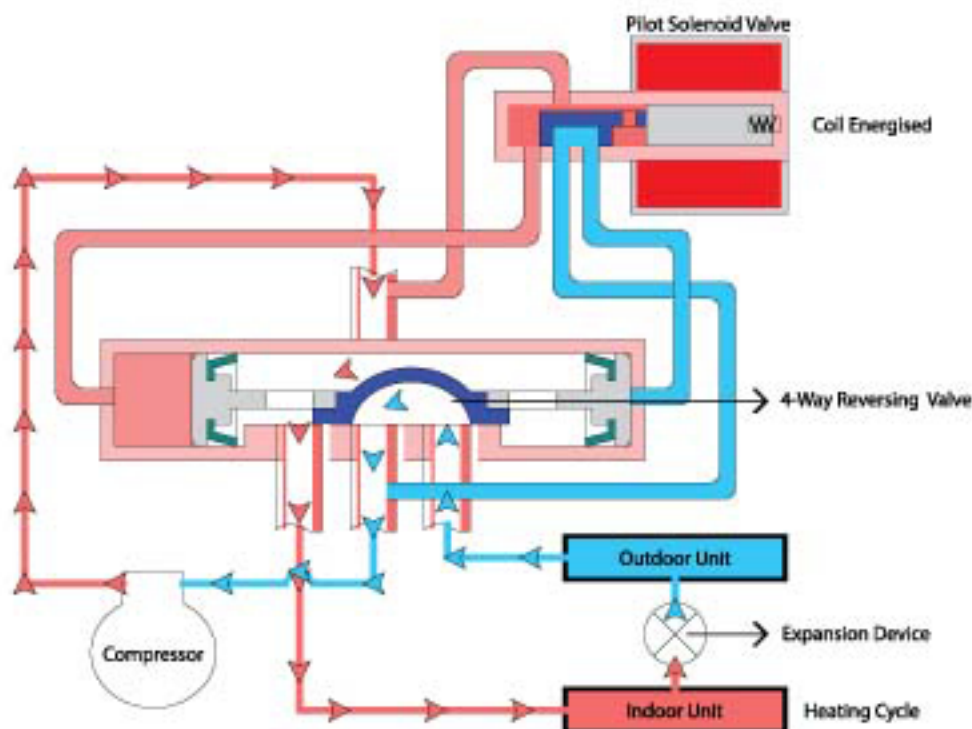 Pilot Solenoid Valve
Coil Energised
4-Way Reversing Valve
Outdoor Unit
Expansion Device
Compressor
Indoor Unit
Heating Cycle